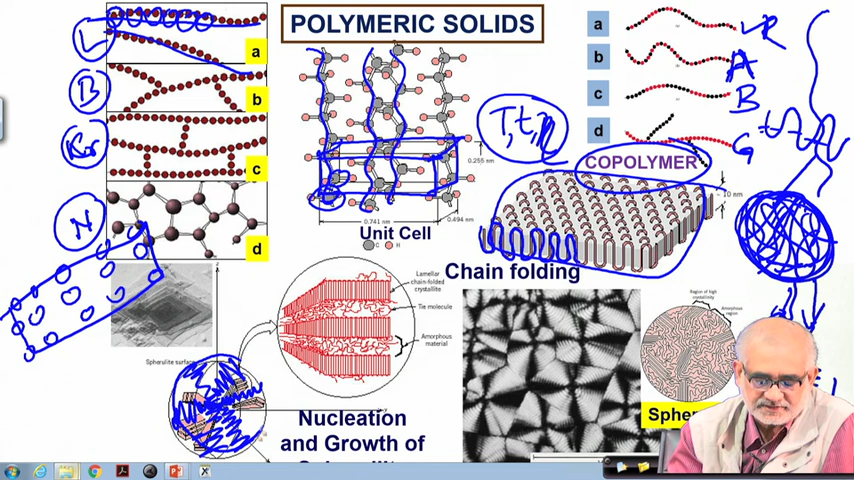 POLYMERIC SOLIDS
L
a
B
b
Cr
c
N
d
0.255 nm
0.494 nm
0.741 nm
Unit Cell
C H
T, t, η
a
R
b
A
c
B
d
G
COPOLYMER
~10 nm
Chain folding
Spherulite surface
Lamellar
chain-folded
crystallite
Tie molecule
Amorphous
material
Nucleation
and Growth of
Region of high
crystallinity
Amorphous
region
Spher